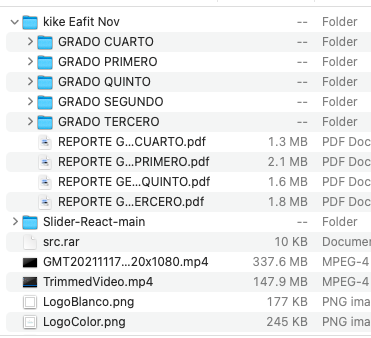 kike Eafit Nov -- Folder
GRADO CUARTO -- Folder
GRADO PRIMERO -- Folder
GRADO QUINTO -- Folder
GRADO SEGUNDO -- Folder
GRADO TERCERO -- Folder
REPORTE G...CUARTO.pdf 1.3 MB PDF Doc
REPORTE G...PRIMERO.pdf 2.1 MB PDF Doc
REPORTE GE...QUINTO.pdf 1.6 MB PDF Doc
REPORTE G...ERCERO.pdf 1.8 MB PDF Doc
Slider-React-main -- Folder
src.rar 10 KB Docume
GMT20211117...20x1080.mp4 337.6 MB MPEG-4
TrimmedVideo.mp4 147.9 MB MPEG-4
LogoBlanco.png 177 KB PNG ima
LogoColor.png 245 KB PNG ima